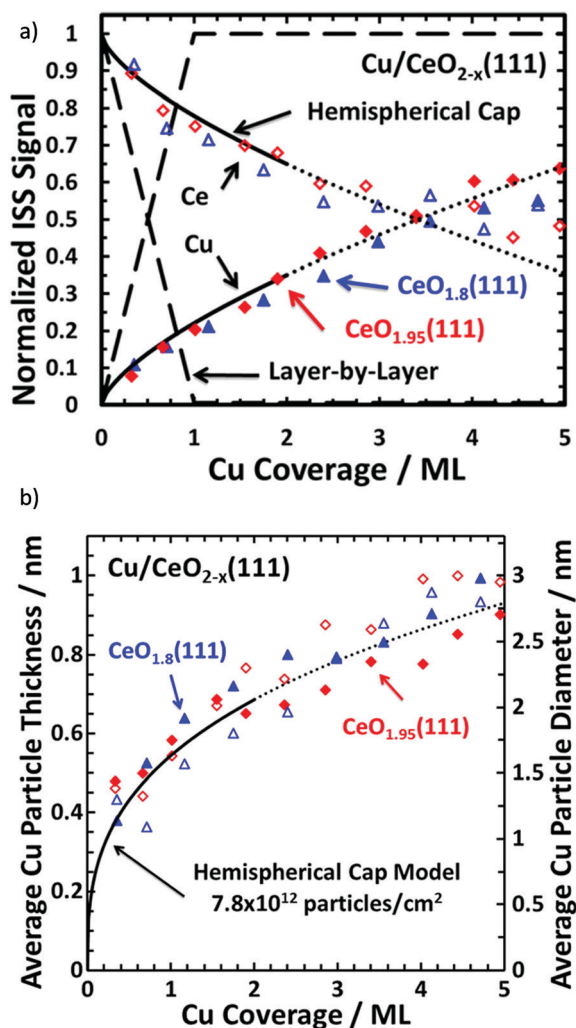 a)
Normalized ISS Signal
1
0.9
0.8
0.7
0.6
0.5
0.4
0.3
0.2
0.1
0
Cu/CeO₂₋ₓ(111)
Hemispherical Cap
Ce
Cu
CeO₁.₈(111)
CeO₁.₉₅(111)
Layer-by-Layer
0 1 2 3 4 5
Cu Coverage / ML
b)
Average Cu Particle Thickness / nm
1
0.8
0.6
0.4
0.2
0
Cu/CeO₂₋ₓ(111)
CeO₁.₈(111)
CeO₁.₉₅(111)
Hemispherical Cap Model
7.8x10¹² particles/cm²
3
2.5
2
1.5
1
0.5
0
Average Cu Particle Diameter / nm
0 1 2 3 4 5
Cu Coverage / ML